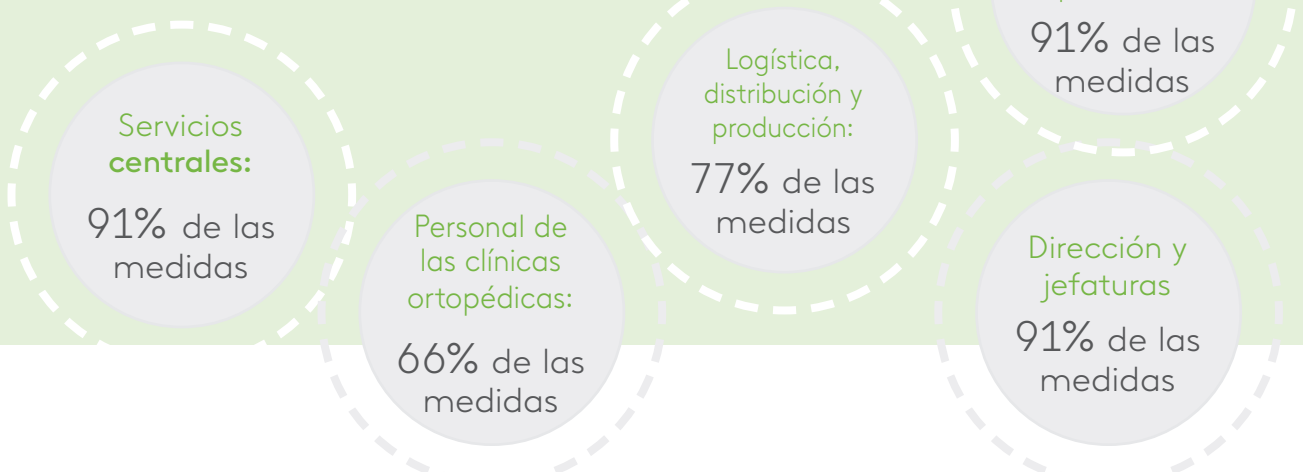 Servicios
centrales:
91% de las
medidas
Personal de
las clínicas
ortopédicas:
66% de las
medidas
Logística,
distribución y
producción:
77% de las
medidas
91% de las
medidas
Dirección y
jefaturas
91% de las
medidas